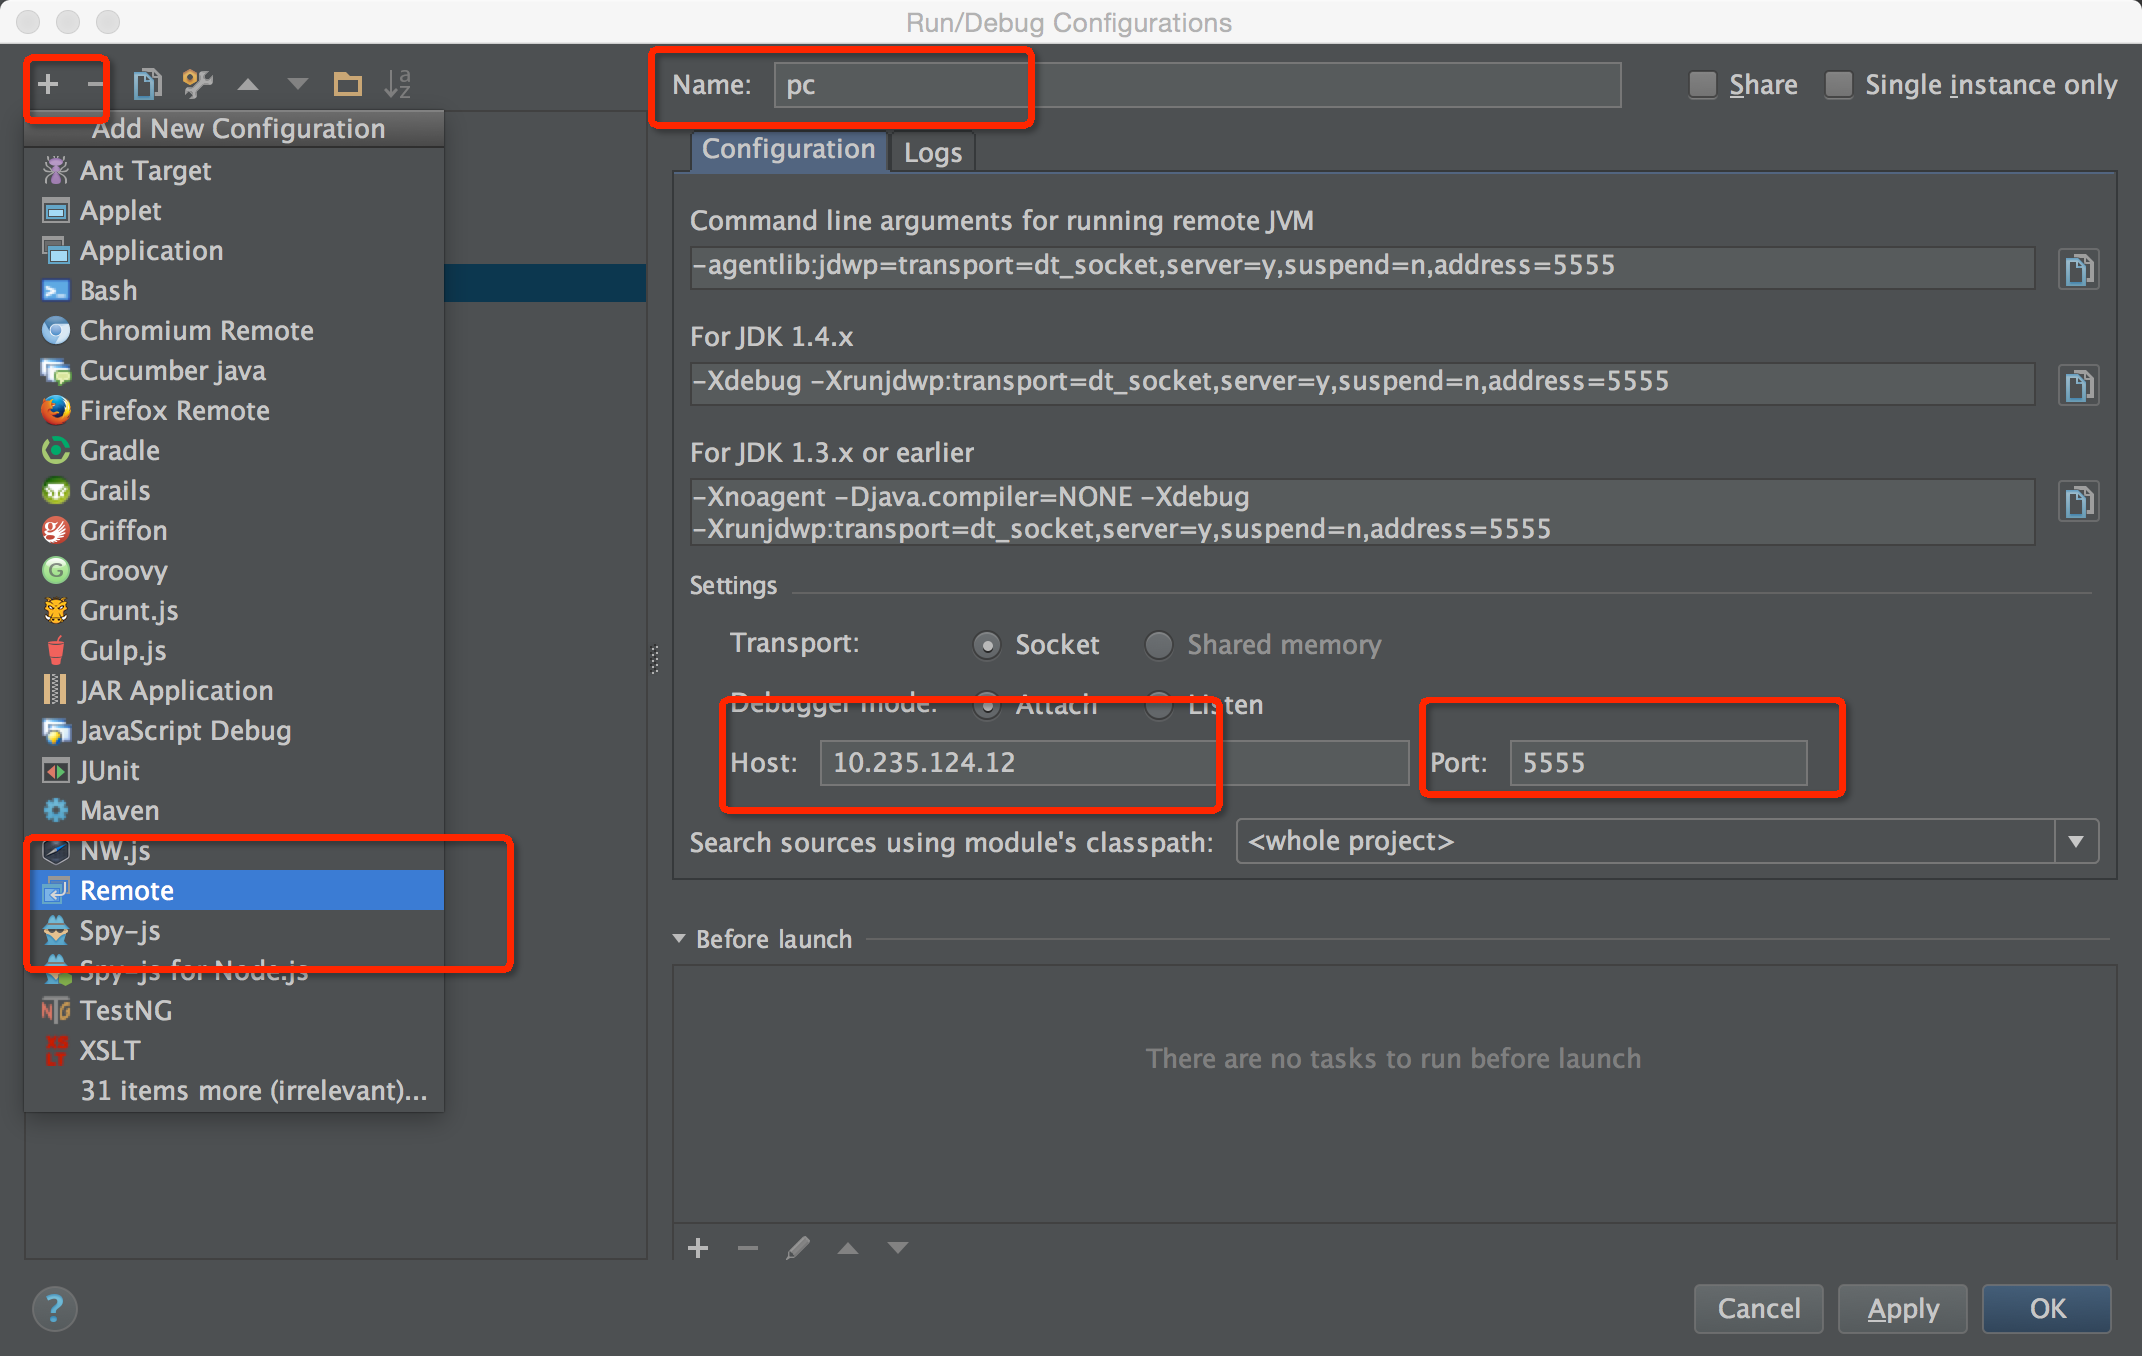 Run/Debug Configurations
Name: pc
Share
Single instance only
Add New Configuration
Ant Target
Applet
Application
Bash
Chromium Remote
Cucumber java
Firefox Remote
Gradle
Grails
Griffon
Groovy
Grunt.js
Gulp.js
JAR Application
JavaScript Debug
JUnit
Maven
NW.js
Remote
Spy-js
Spy-js for Node.js
TestNG
XSLT
31 items more (irrelevant)...
Configuration
Logs
Command line arguments for running remote JVM
-agentlib:jdwp=transport=dt_socket,server=y,suspend=n,address=5555
For JDK 1.4.x
-Xdebug -Xrunjdwp:transport=dt_socket,server=y,suspend=n,address=5555
For JDK 1.3.x or earlier
-Xnoagent -Djava.compiler=NONE -Xdebug
-Xrunjdwp:transport=dt_socket,server=y,suspend=n,address=5555
Settings
Transport: Socket Shared memory
Debugger mode: Attach Listen
Host: 10.235.124.12 Port: 5555
Search sources using module's classpath: <whole project>
Before launch
There are no tasks to run before launch
? Cancel Apply OK